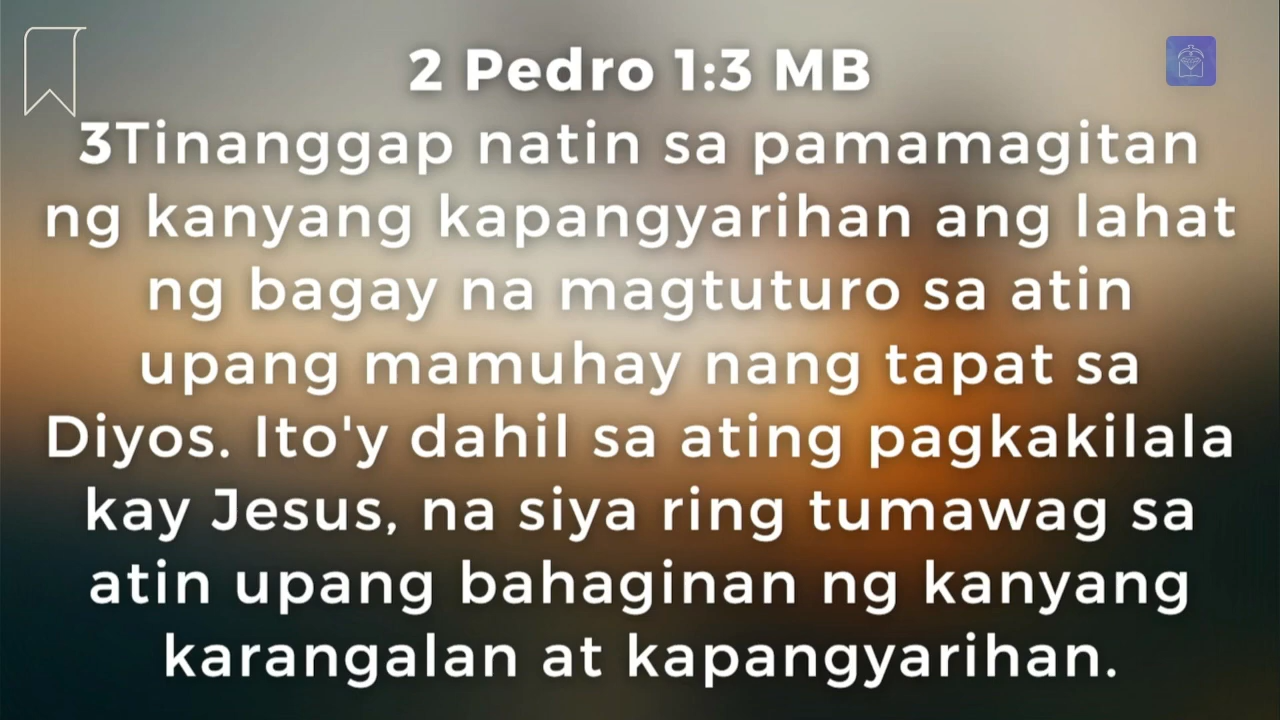 2 Pedro 1:3 MB
3Tinanggap natin sa pamamagitan
ng kanyang kapangyarihan ang lahat
ng bagay na magtuturo sa atin
upang mamuhay nang tapat sa
Diyos. Ito'y dahil sa ating pagkakilala
kay Jesus, na siya ring tumawag sa
atin upang bahaginan ng kanyang
karangalan at kapangyarihan.